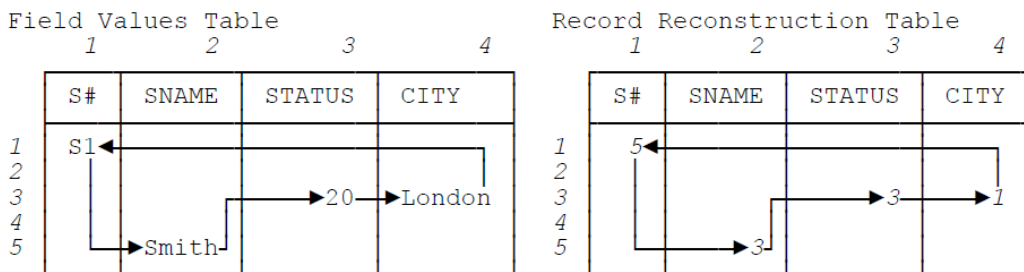 Field Values Table Record Reconstruction Table
1 2 3 4 1 2 3 4
S# SNAME STATUS CITY S# SNAME STATUS CITY
1 S1 1 5
2 2
3 20 London 3 3 1
4 4
5 Smith 5 3